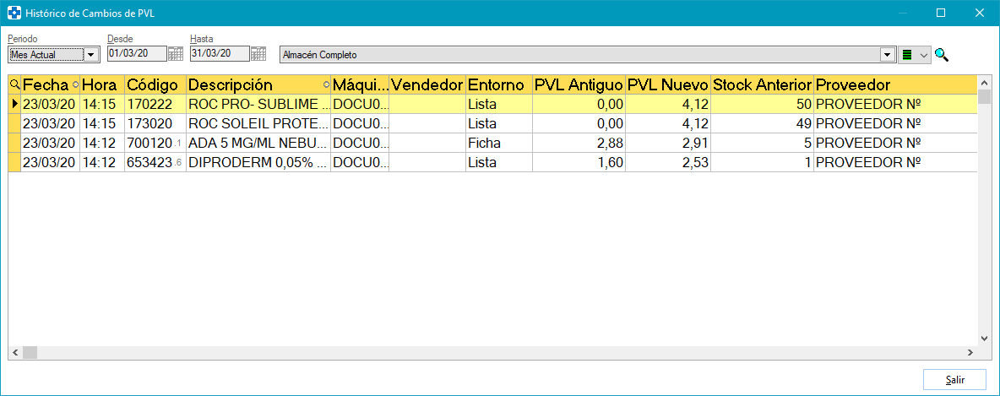 Histórico de Cambios de PVL
Periodo Desde Hasta
Mes Actual 01/03/20 31/03/20 Almacén Completo
Fecha Hora Código Descripción Máqui... Vendedor Entorno PVL Antiguo PVL Nuevo Stock Anterior Proveedor
23/03/20 14:15 170222 ROC PRO- SUBLIME ... DOCU0... Lista 0,00 4,12 50 PROVEEDOR Nº
23/03/20 14:15 173020 ROC SOLEIL PROTE... DOCU0... Lista 0,00 4,12 49 PROVEEDOR Nº
23/03/20 14:12 700120 .1 ADA 5 MG/ML NEBU... DOCU0... Ficha 2,88 2,91 5 PROVEEDOR Nº
23/03/20 14:12 653423 .6 DIPRODERM 0,05% ... DOCU0... Lista 1,60 2,53 1 PROVEEDOR Nº
Salir